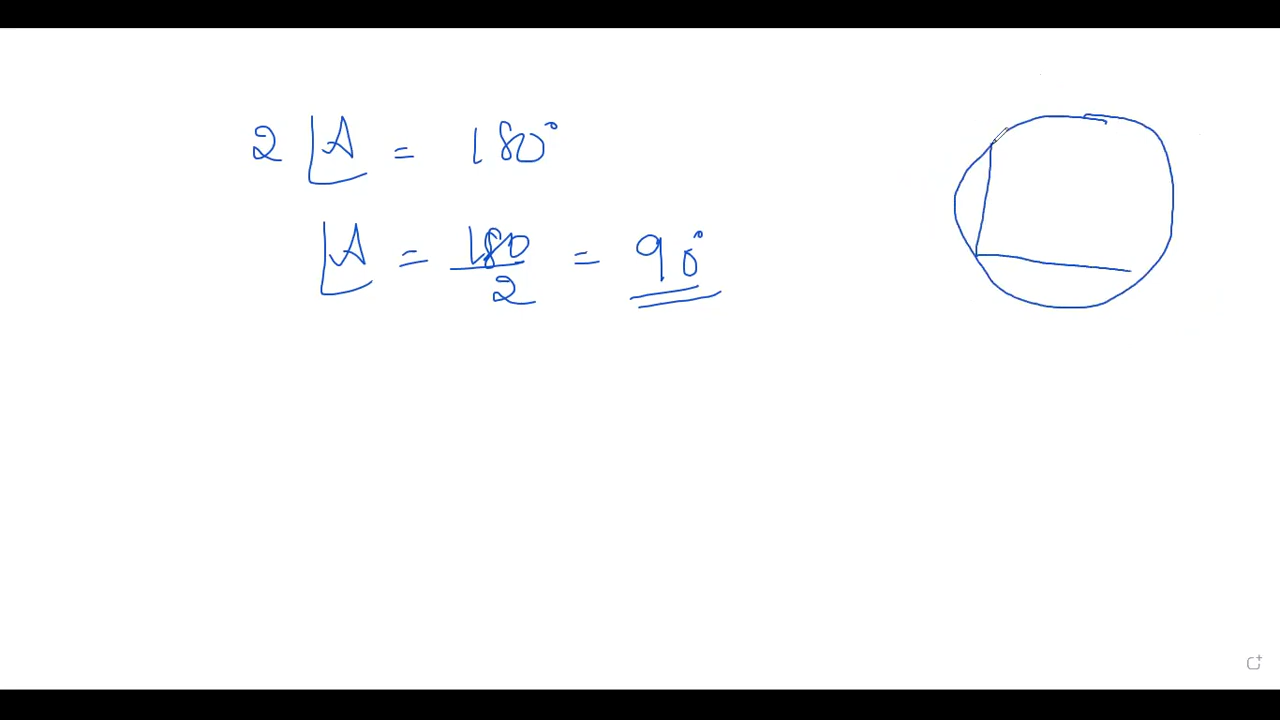 2 ∠A = 180°
∠A = 180/2 = 90°